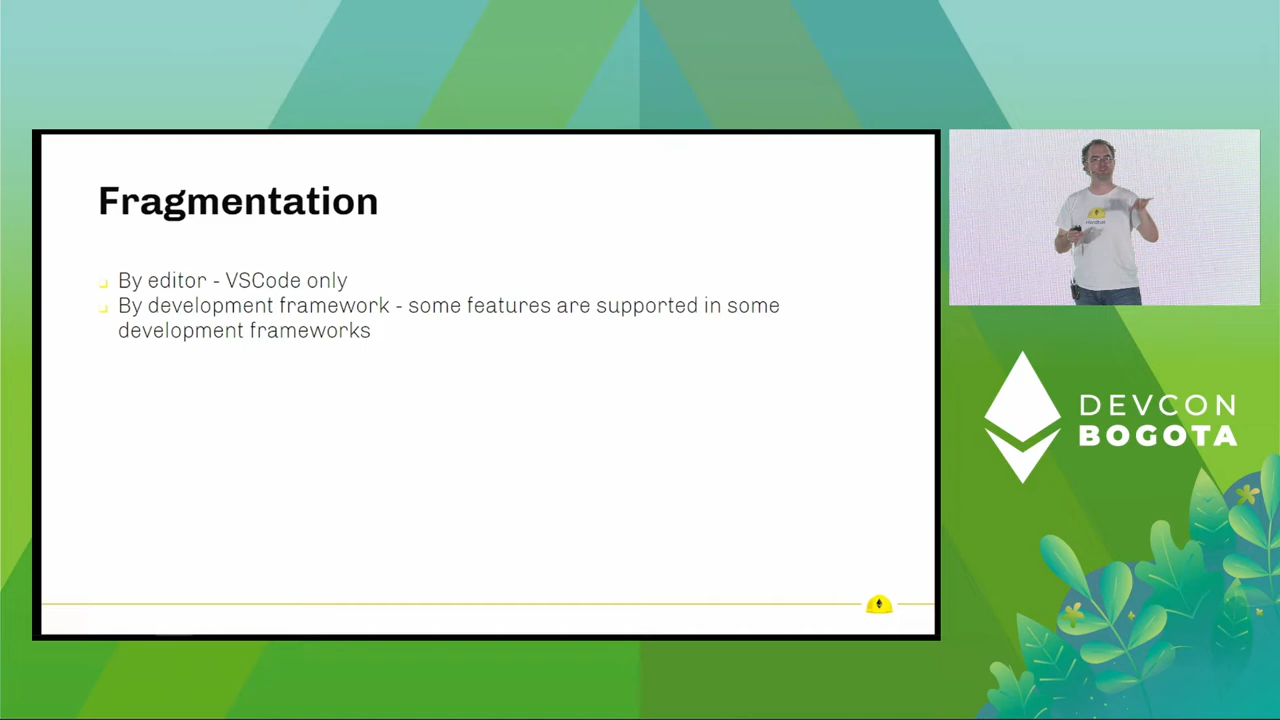 Fragmentation
By editor - VSCode only
By development framework - some features are supported in some
development frameworks
DEVCON
BOGOTA